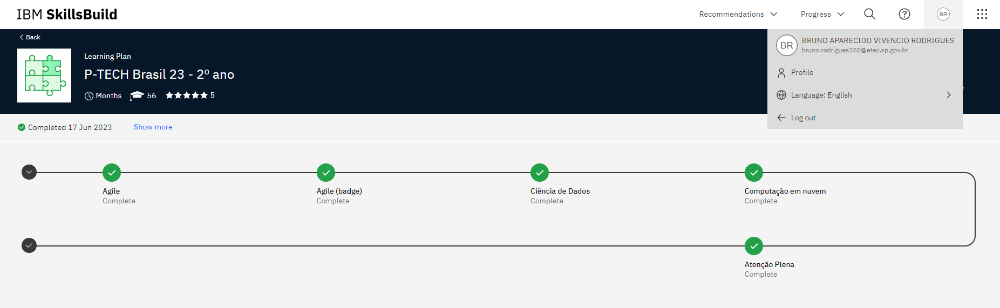 IBM SkillsBuild
Recommendations
Progress
BR
Back
BR
BRUNO APARECIDO VIVENCIO RODRIGUES
bruno.rodrigues255@etec.sp.gov.br
Learning Plan
P-TECH Brasil 23 - 2º ano
Profile
Months
56
5
Language: English
Log out
Completed 17 Jun 2023
Show more
Agile
Complete
Agile (badge)
Complete
Ciência de Dados
Complete
Computação em nuvem
Complete
Atenção Plena
Complete